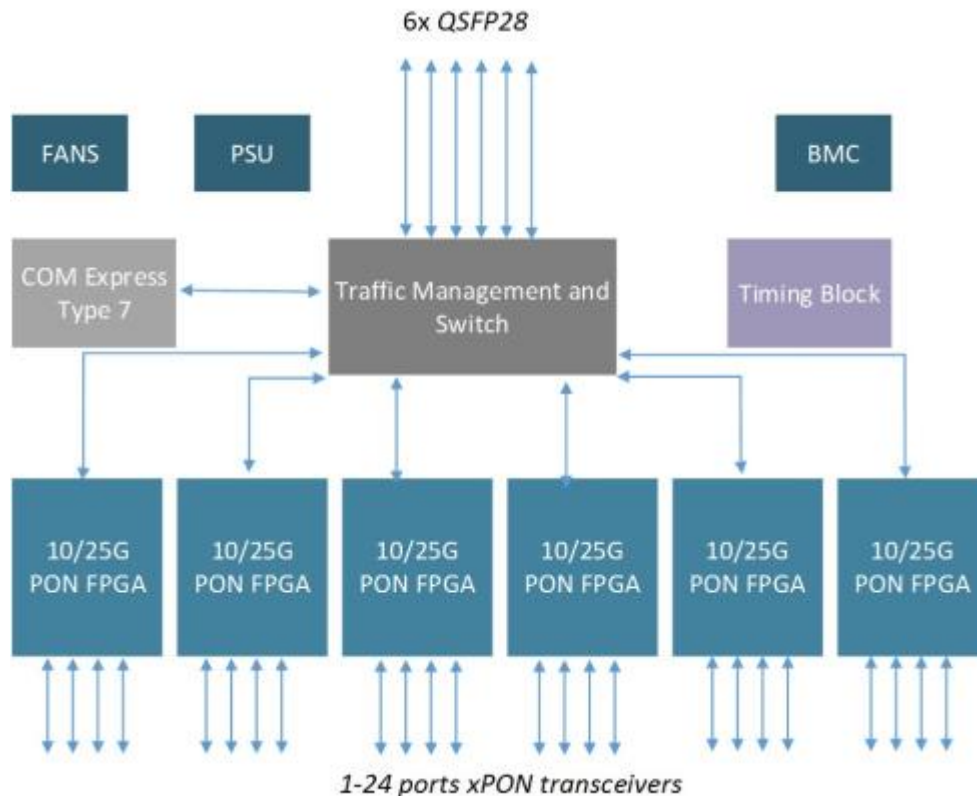 6x QSFP28
FANS
PSU
BMC
COM Express
Type 7
Traffic Management and
Switch
Timing Block
10/25G
PON FPGA
10/25G
PON FPGA
10/25G
PON FPGA
10/25G
PON FPGA
10/25G
PON FPGA
10/25G
PON FPGA
1-24 ports xPON transceivers